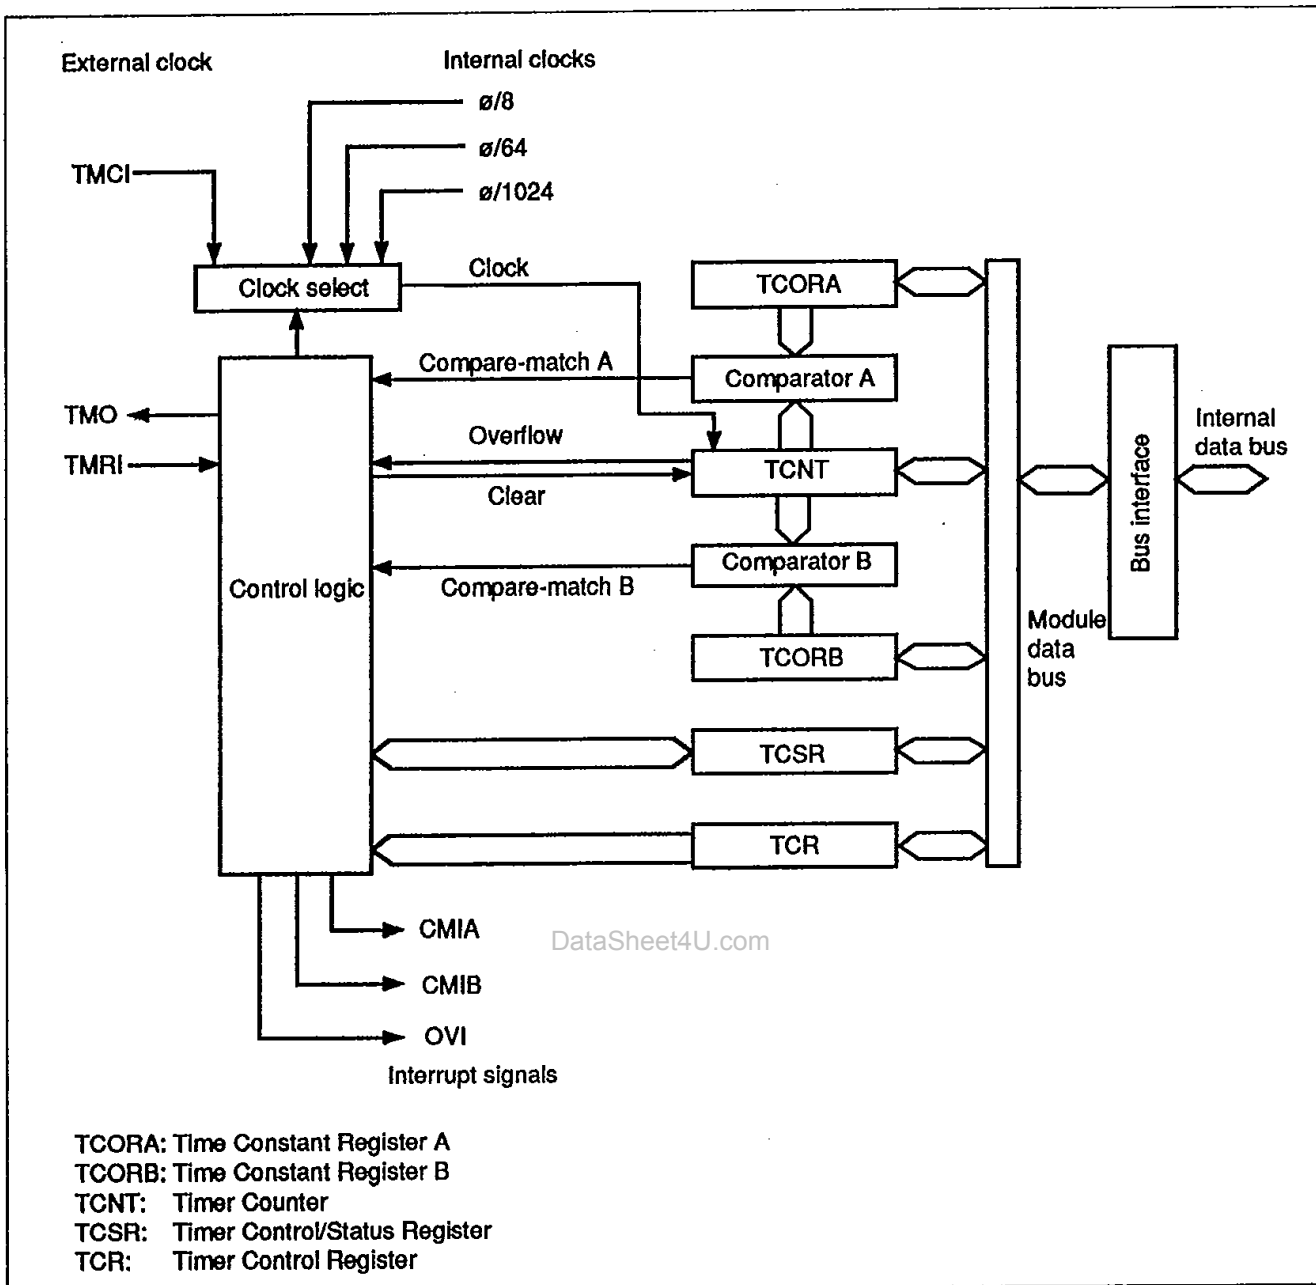 External clock
Internal clocks
ø/8
ø/64
ø/1024
TMCI
Clock select
Clock
TCORA
Compare-match A
Comparator A
TMO
TMRI
Overflow
TCNT
Clear
Internal
data bus
Bus interface
Control logic
Compare-match B
Comparator B
TCORB
Module
data
bus
TCSR
TCR
CMIA
CMIB
OVI
Interrupt signals
DataSheet4U.com
TCORA: Time Constant Register A
TCORB: Time Constant Register B
TCNT: Timer Counter
TCSR: Timer Control/Status Register
TCR: Timer Control Register